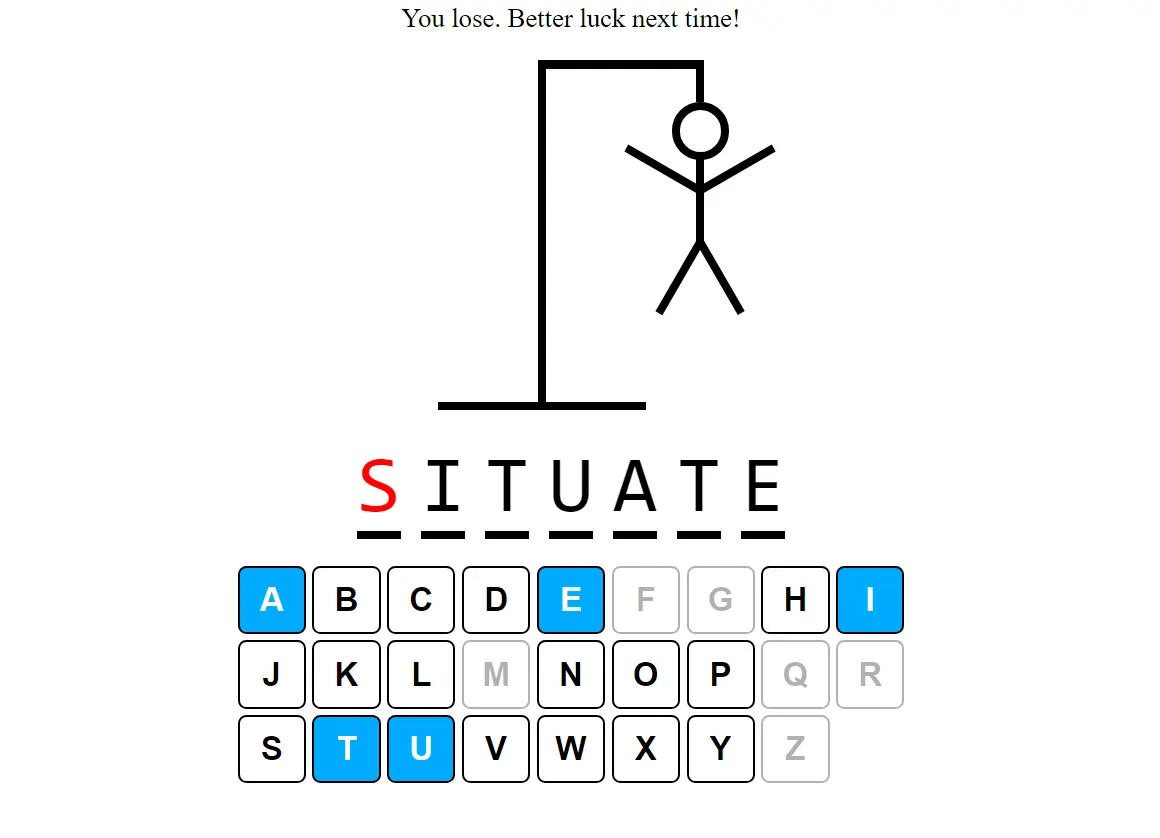 You lose. Better luck next time!
S I T U A T E
A B C D E F G H I
J K L M N O P Q R
S T U V W X Y Z